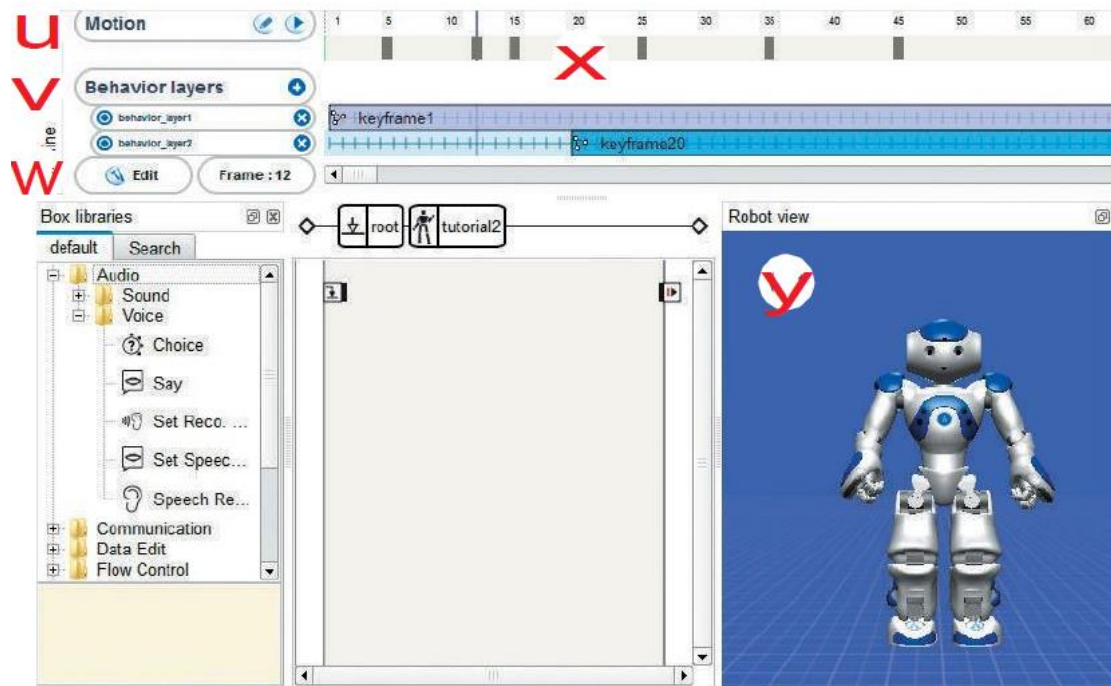 u
Motion
1 5 10 15 20 25 30 35 40 45 50 55 60
x
v
Behavior layers
behavior_layer1
keyframe1
behavior_layer2
keyframe20
w
Edit
Frame : 12
Box libraries
root
tutorial2
Robot view
default
Search
y
Audio
Sound
Voice
Choice
Say
Set Reco. ...
Set Speec...
Speech Re...
Communication
Data Edit
Flow Control